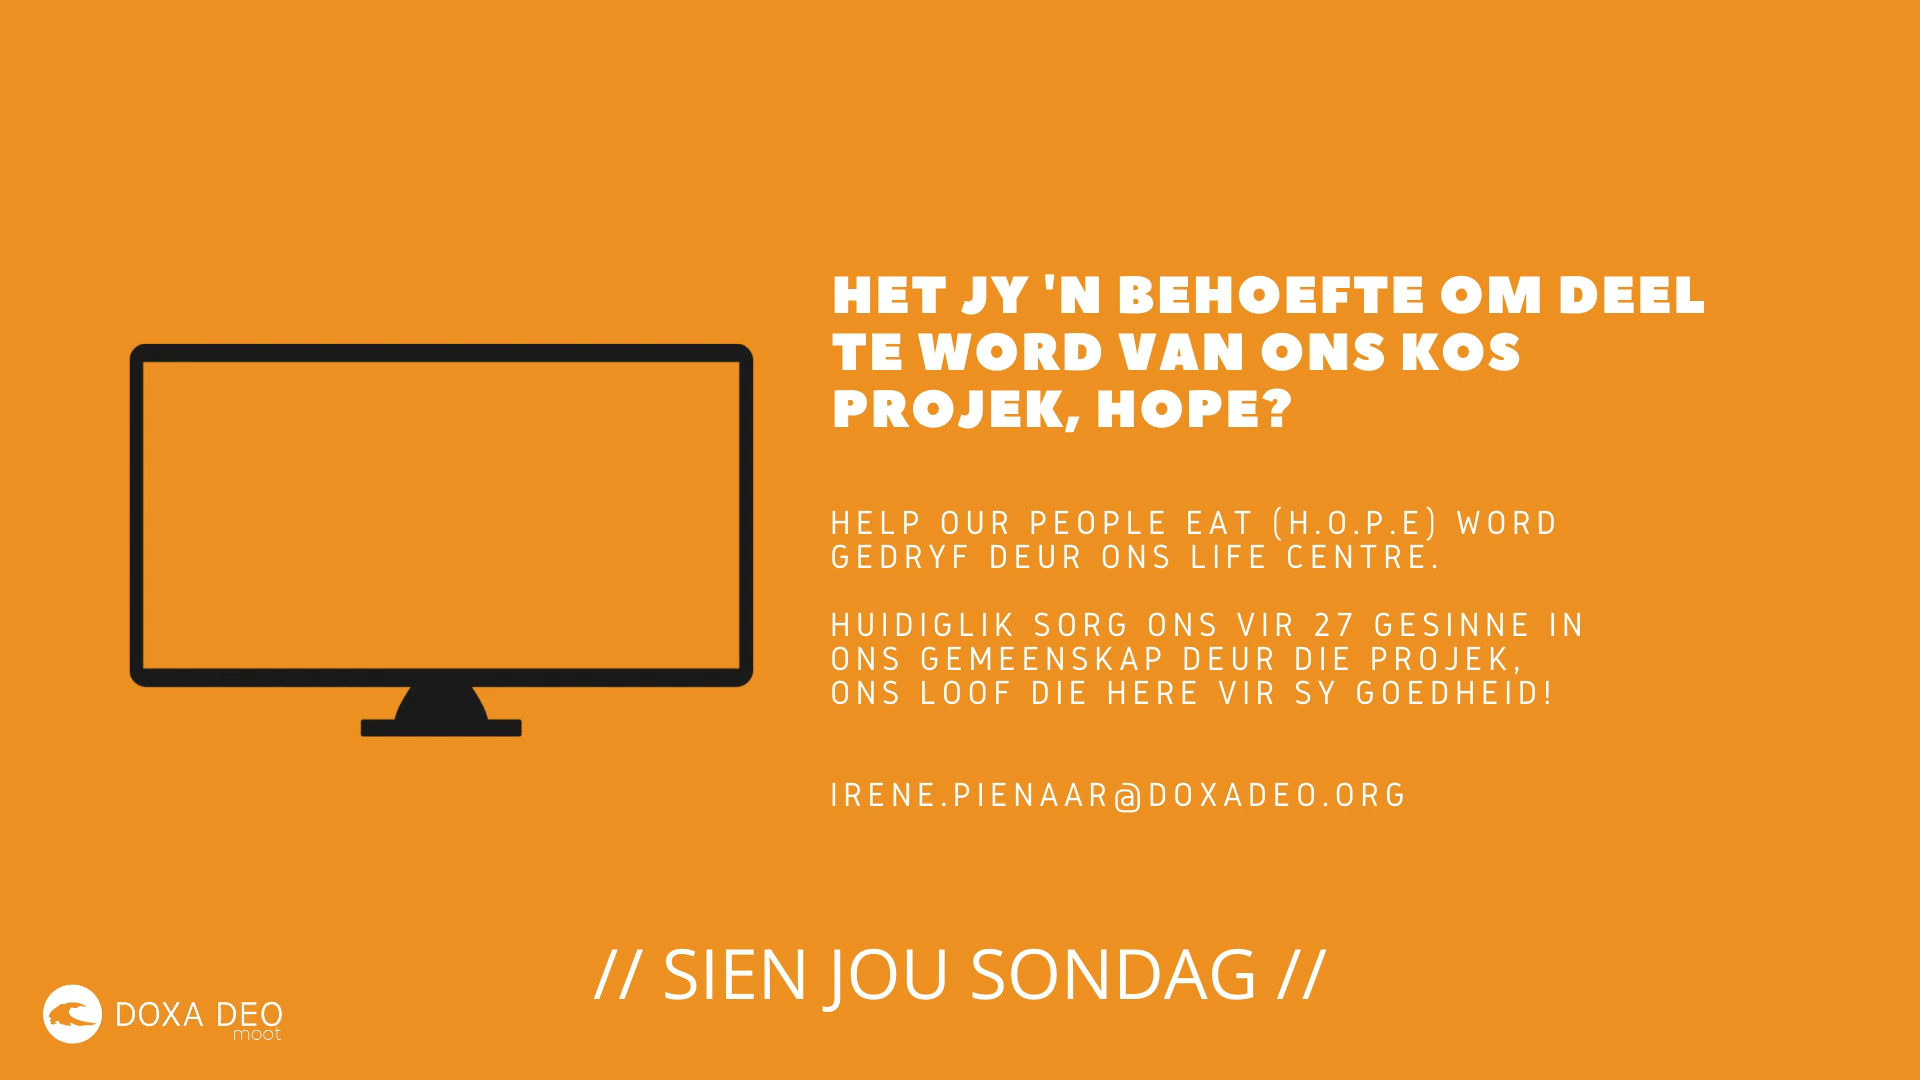 HET JY 'N BEHOEFTE OM DEEL
TE WORD VAN ONS KOS
PROJEK, HOPE?
HELP OUR PEOPLE EAT (H.O.P.E) WORD
GEDRYF DEUR ONS LIFE CENTRE.
HUIDIGLIK SORG ONS VIR 27 GESINNE IN
ONS GEMEENSKAP DEUR DIE PROJEK,
ONS LOOF DIE HERE VIR SY GOEDHEID!
IRENE.PIENAAR@DOXADEO.ORG
// SIEN JOU SONDAG //
DOXA DEO
moot